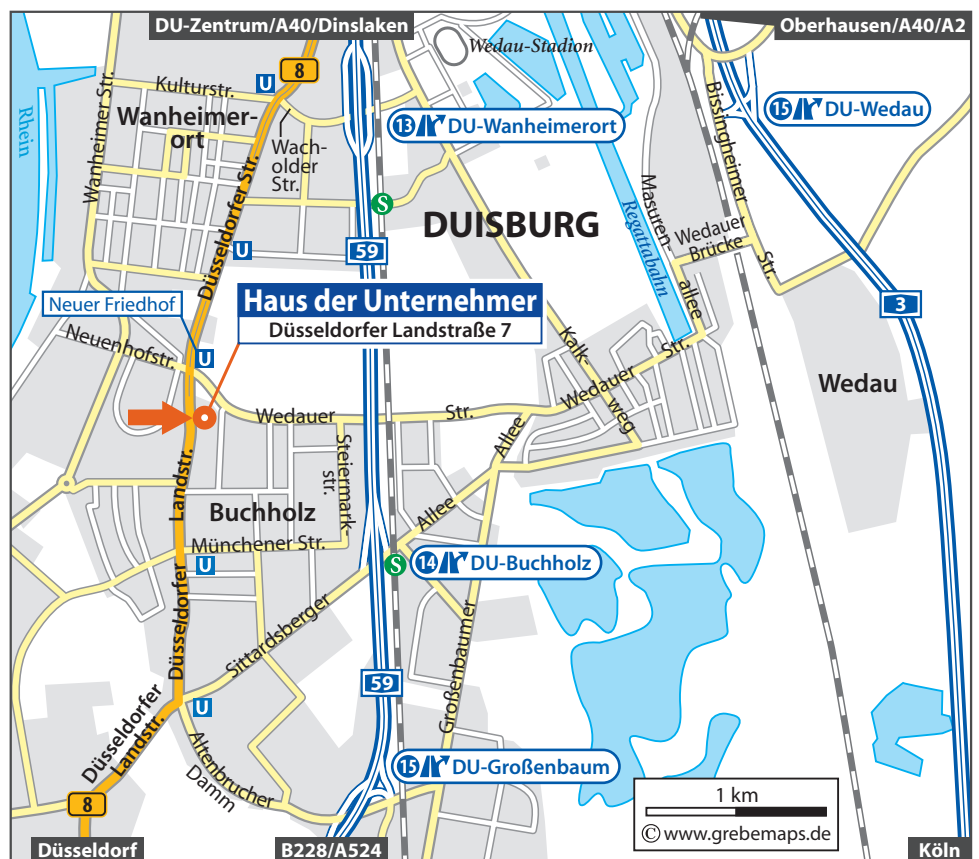 DU-Zentrum/A40/Dinslaken
Oberhausen/A40/A2
Wedau-Stadion
8
U
Kulturstr.
Wanheimer Str.
Rhein
Wanheimer-
ort
Wach-
older
Str.
13 DU-Wanheimerort
15 DU-Wedau
Bissingheimer
Str.
S
DUISBURG
Masuren-
allee
Regattabahn
Wedauer
Brücke
Düsseldorfer Str.
U
59
3
Neuer Friedhof
Haus der Unternehmer
Düsseldorfer Landstraße 7
Neuenhofstr.
U
Kalk-
weg
Wedauer Str.
Wedau
Wedauer Str.
Allee
Steiermark-
str.
Düsseldorfer Landstr.
Buchholz
Allee
Münchener Str.
U
S
14 DU-Buchholz
Sittardsberger
Großenbaumer
59
U
Düsseldorfer
Landstr.
Altenbrucher
Damm
15 DU-Großenbaum
8
1 km
© www.grebemaps.de
Düsseldorf
B228/A524
Köln